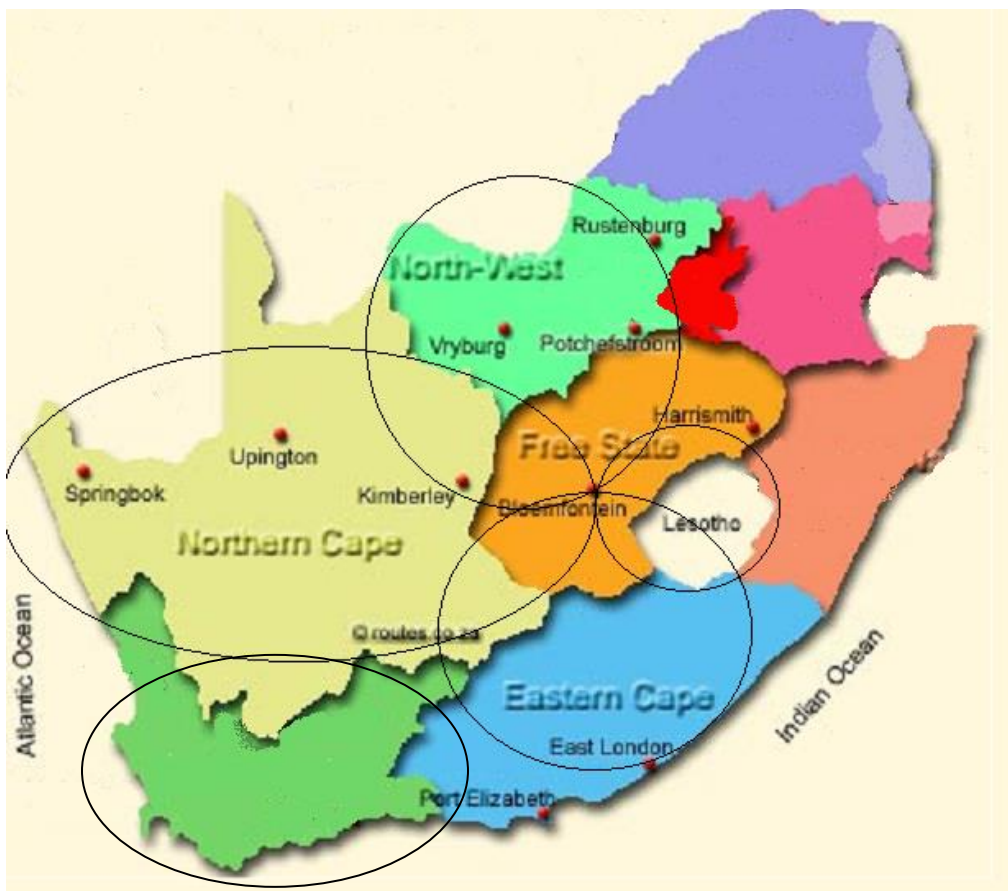 Rustenburg
North-West
Vryburg
Potchefstroom
Harrismith
Free State
Upington
Springbok
Kimberley
Bloemfontein
Lesotho
Northern Cape
© routes.co.za
Eastern Cape
Atlantic Ocean
Indian Ocean
East London
Port Elizabeth